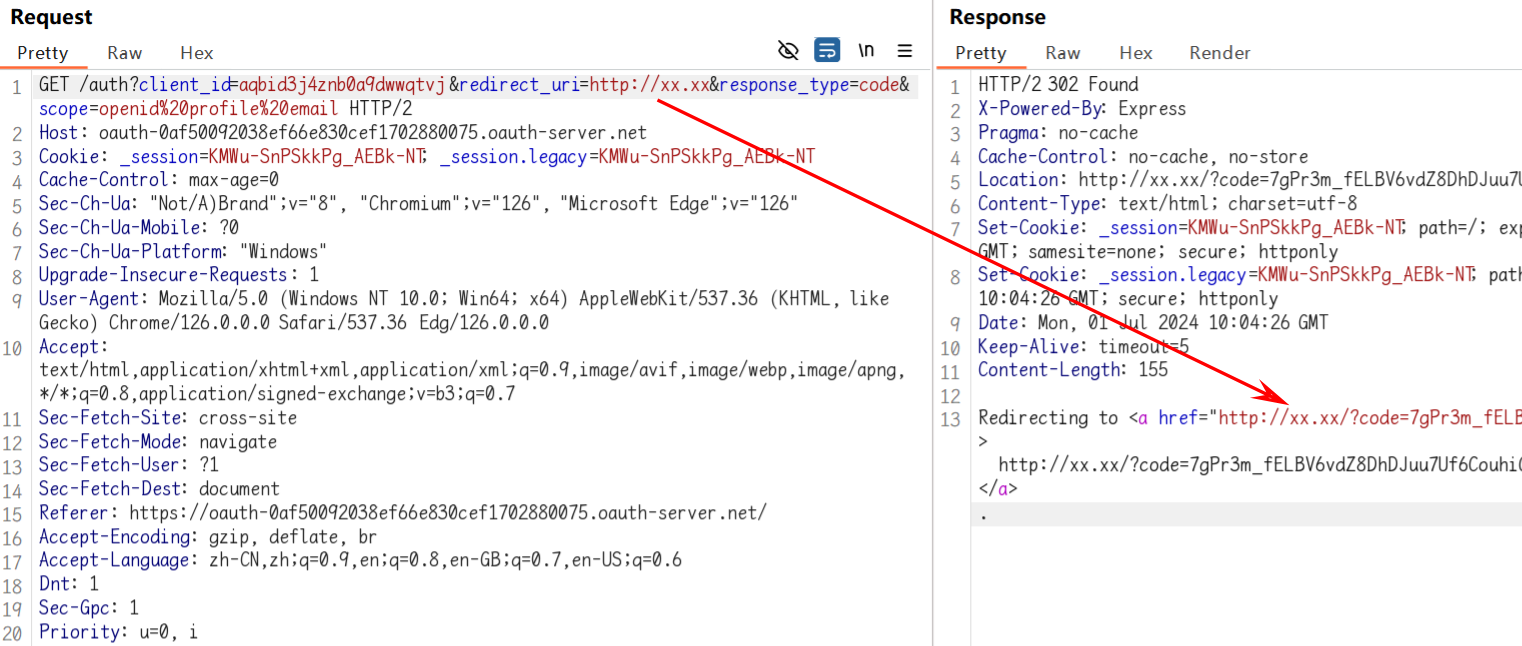 Request
Pretty Raw Hex
\n
1 GET /auth?client_id=aqbid3j4znb0a9dwwqtvj&redirect_uri=http://xx.xx&response_type=code&
scope=openid%20profile%20email HTTP/2
2 Host: oauth-0af50092038ef66e830cef1702880075.oauth-server.net
3 Cookie: _session=KMWu-SnPSkkPg_AEBk-NT; _session.legacy=KMWu-SnPSkkPg_AEBk-NT
4 Cache-Control: max-age=0
5 Sec-Ch-Ua: "Not/A)Brand";v="8", "Chromium";v="126", "Microsoft Edge";v="126"
6 Sec-Ch-Ua-Mobile: ?0
7 Sec-Ch-Ua-Platform: "Windows"
8 Upgrade-Insecure-Requests: 1
9 User-Agent: Mozilla/5.0 (Windows NT 10.0; Win64; x64) AppleWebKit/537.36 (KHTML, like
Gecko) Chrome/126.0.0.0 Safari/537.36 Edg/126.0.0.0
10 Accept:
text/html,application/xhtml+xml,application/xml;q=0.9,image/avif,image/webp,image/apng,
*/*;q=0.8,application/signed-exchange;v=b3;q=0.7
11 Sec-Fetch-Site: cross-site
12 Sec-Fetch-Mode: navigate
13 Sec-Fetch-User: ?1
14 Sec-Fetch-Dest: document
15 Referer: https://oauth-0af50092038ef66e830cef1702880075.oauth-server.net/
16 Accept-Encoding: gzip, deflate, br
17 Accept-Language: zh-CN,zh;q=0.9,en;q=0.8,en-GB;q=0.7,en-US;q=0.6
18 Dnt: 1
19 Sec-Gpc: 1
20 Priority: u=0, i
Response
Pretty Raw Hex Render
1 HTTP/2 302 Found
2 X-Powered-By: Express
3 Pragma: no-cache
4 Cache-Control: no-cache, no-store
5 Location: http://xx.xx/?code=7gPr3m_fELBV6vdZ8DhDJuu7U
6 Content-Type: text/html; charset=utf-8
7 Set-Cookie: _session=KMWu-SnPSkkPg_AEBk-NT; path=/; exp
GMT; samesite=none; secure; httponly
8 Set-Cookie: _session.legacy=KMWu-SnPSkkPg_AEBk-NT; path
10:04:26 GMT; secure; httponly
9 Date: Mon, 01 Jul 2024 10:04:26 GMT
10 Keep-Alive: timeout=5
11 Content-Length: 155
12
13 Redirecting to <a href="http://xx.xx/?code=7gPr3m_fELB
>
http://xx.xx/?code=7gPr3m_fELBV6vdZ8DhDJuu7Uf6Couhi
</a>
.